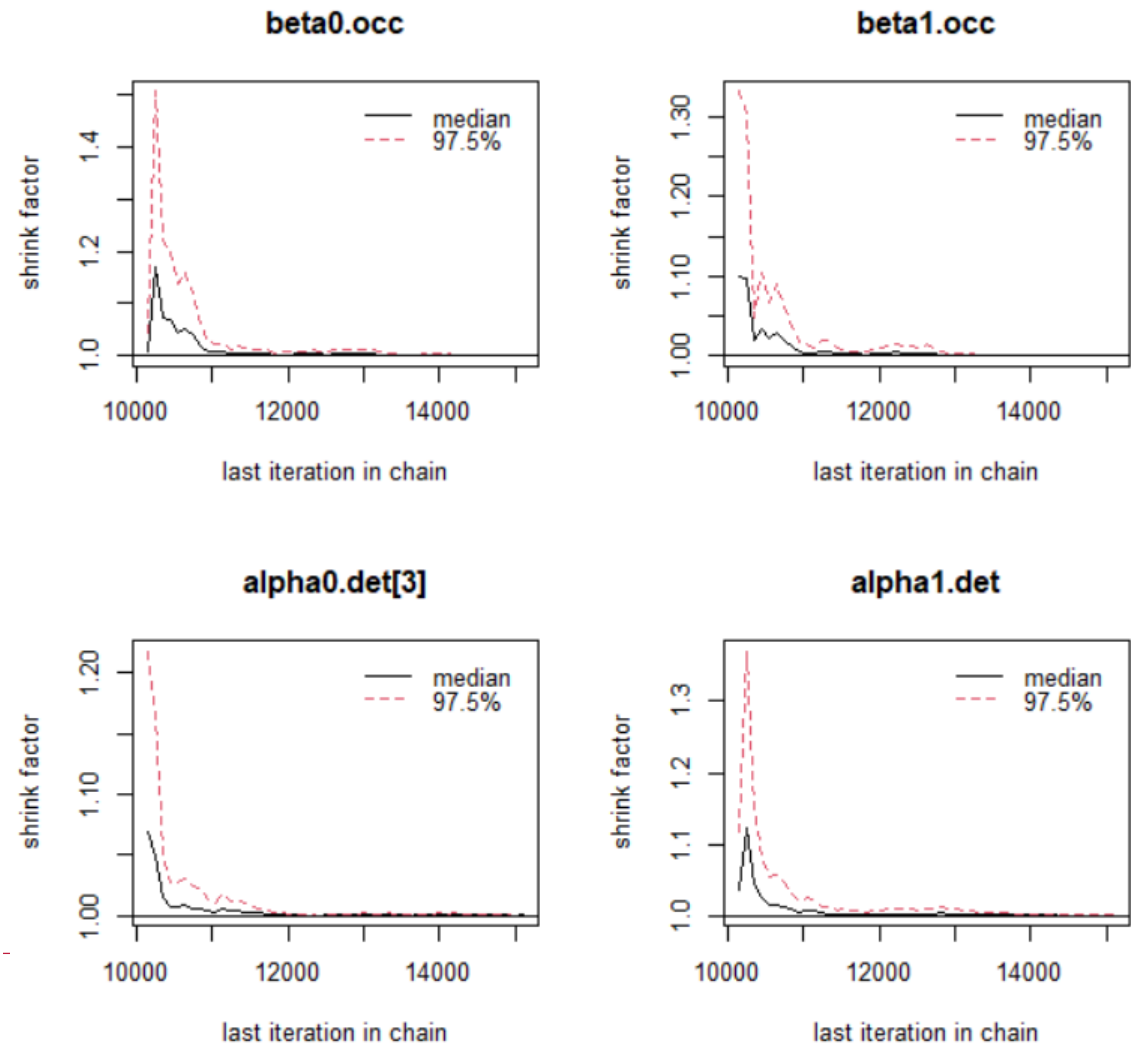 beta0.occ
shrink factor
1.0 1.2 1.4
median
97.5%
10000 12000 14000
last iteration in chain
beta1.occ
shrink factor
1.00 1.10 1.20 1.30
median
97.5%
10000 12000 14000
last iteration in chain
alpha0.det[3]
shrink factor
1.00 1.10 1.20
median
97.5%
10000 12000 14000
last iteration in chain
alpha1.det
shrink factor
1.0 1.1 1.2 1.3
median
97.5%
10000 12000 14000
last iteration in chain